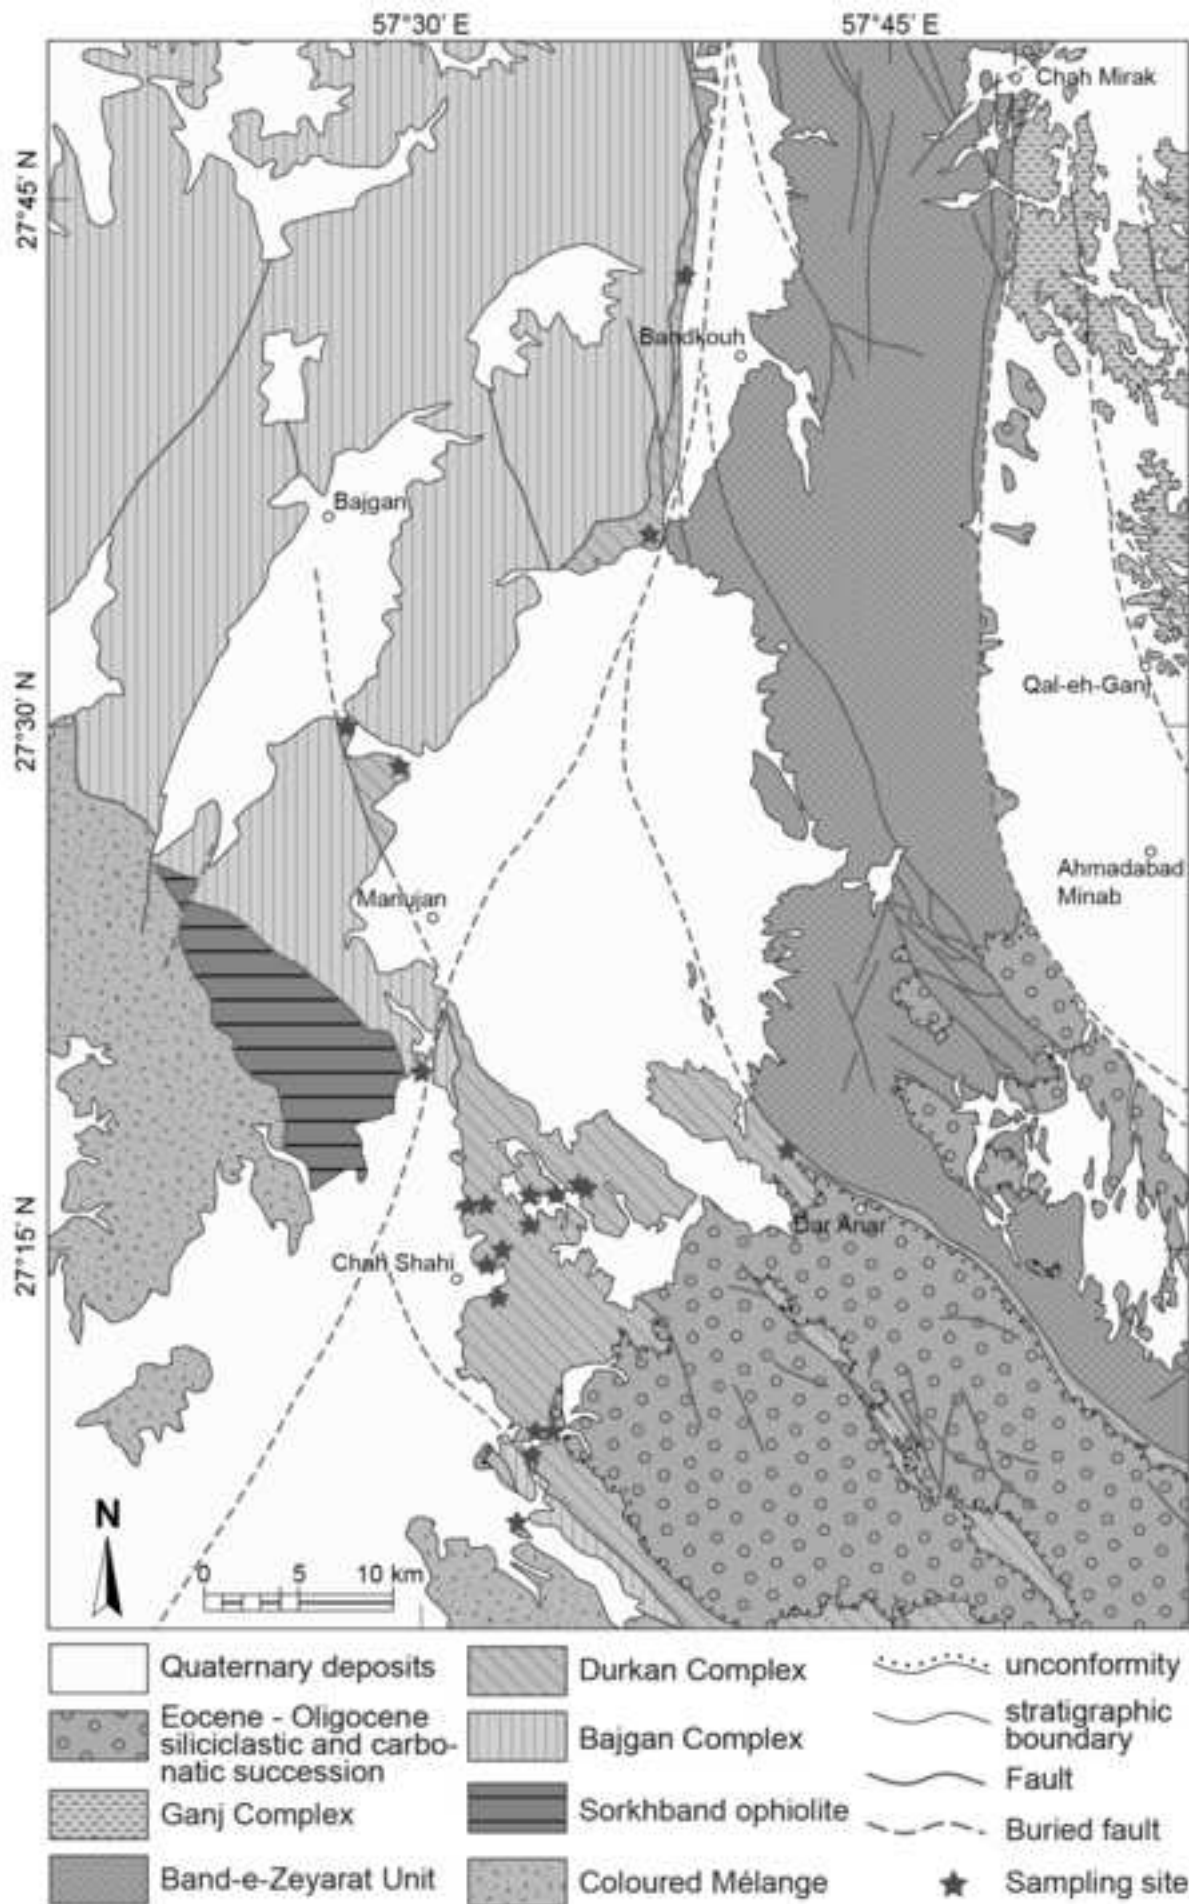 57°30' E
57°45' E
Chah Mirak
27°45' N
Bandkouh
Bajgan
27°30' N
Qal-eh-Ganj
Ahmadabad
Minab
Manujan
27°15' N
Dar Anar
Chah Shahi
N
0 5 10 km
Quaternary deposits
Eocene - Oligocene
siliciclastic and carbo-
natic succession
Ganj Complex
Band-e-Zeyarat Unit
Durkan Complex
Bajgan Complex
Sorkhband ophiolite
Coloured Mélange
unconformity
stratigraphic
boundary
Fault
Buried fault
Sampling site